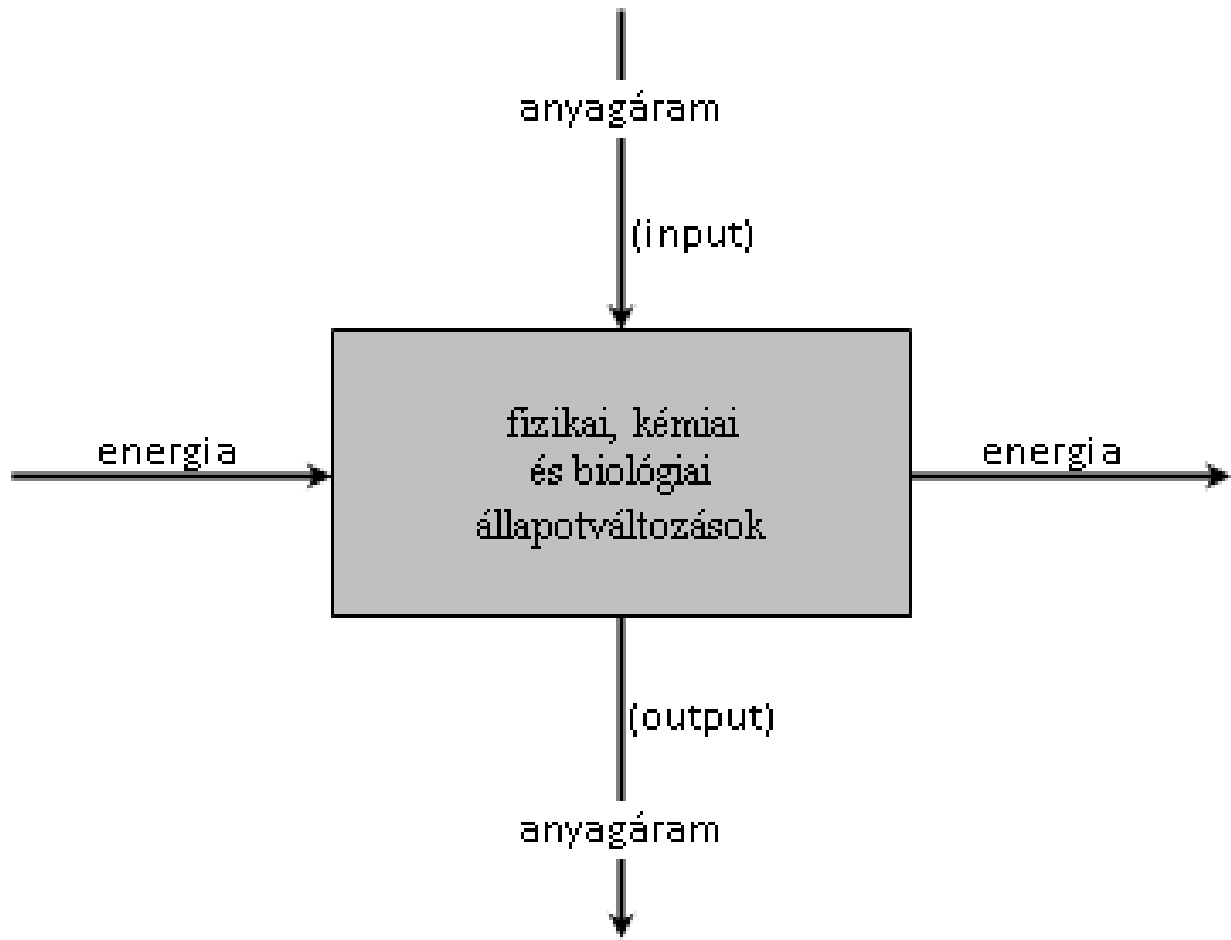 anyagáram
(input)
energia
fizikai, kémiai
és biológiai
állapotváltozások
energia
(output)
anyagáram